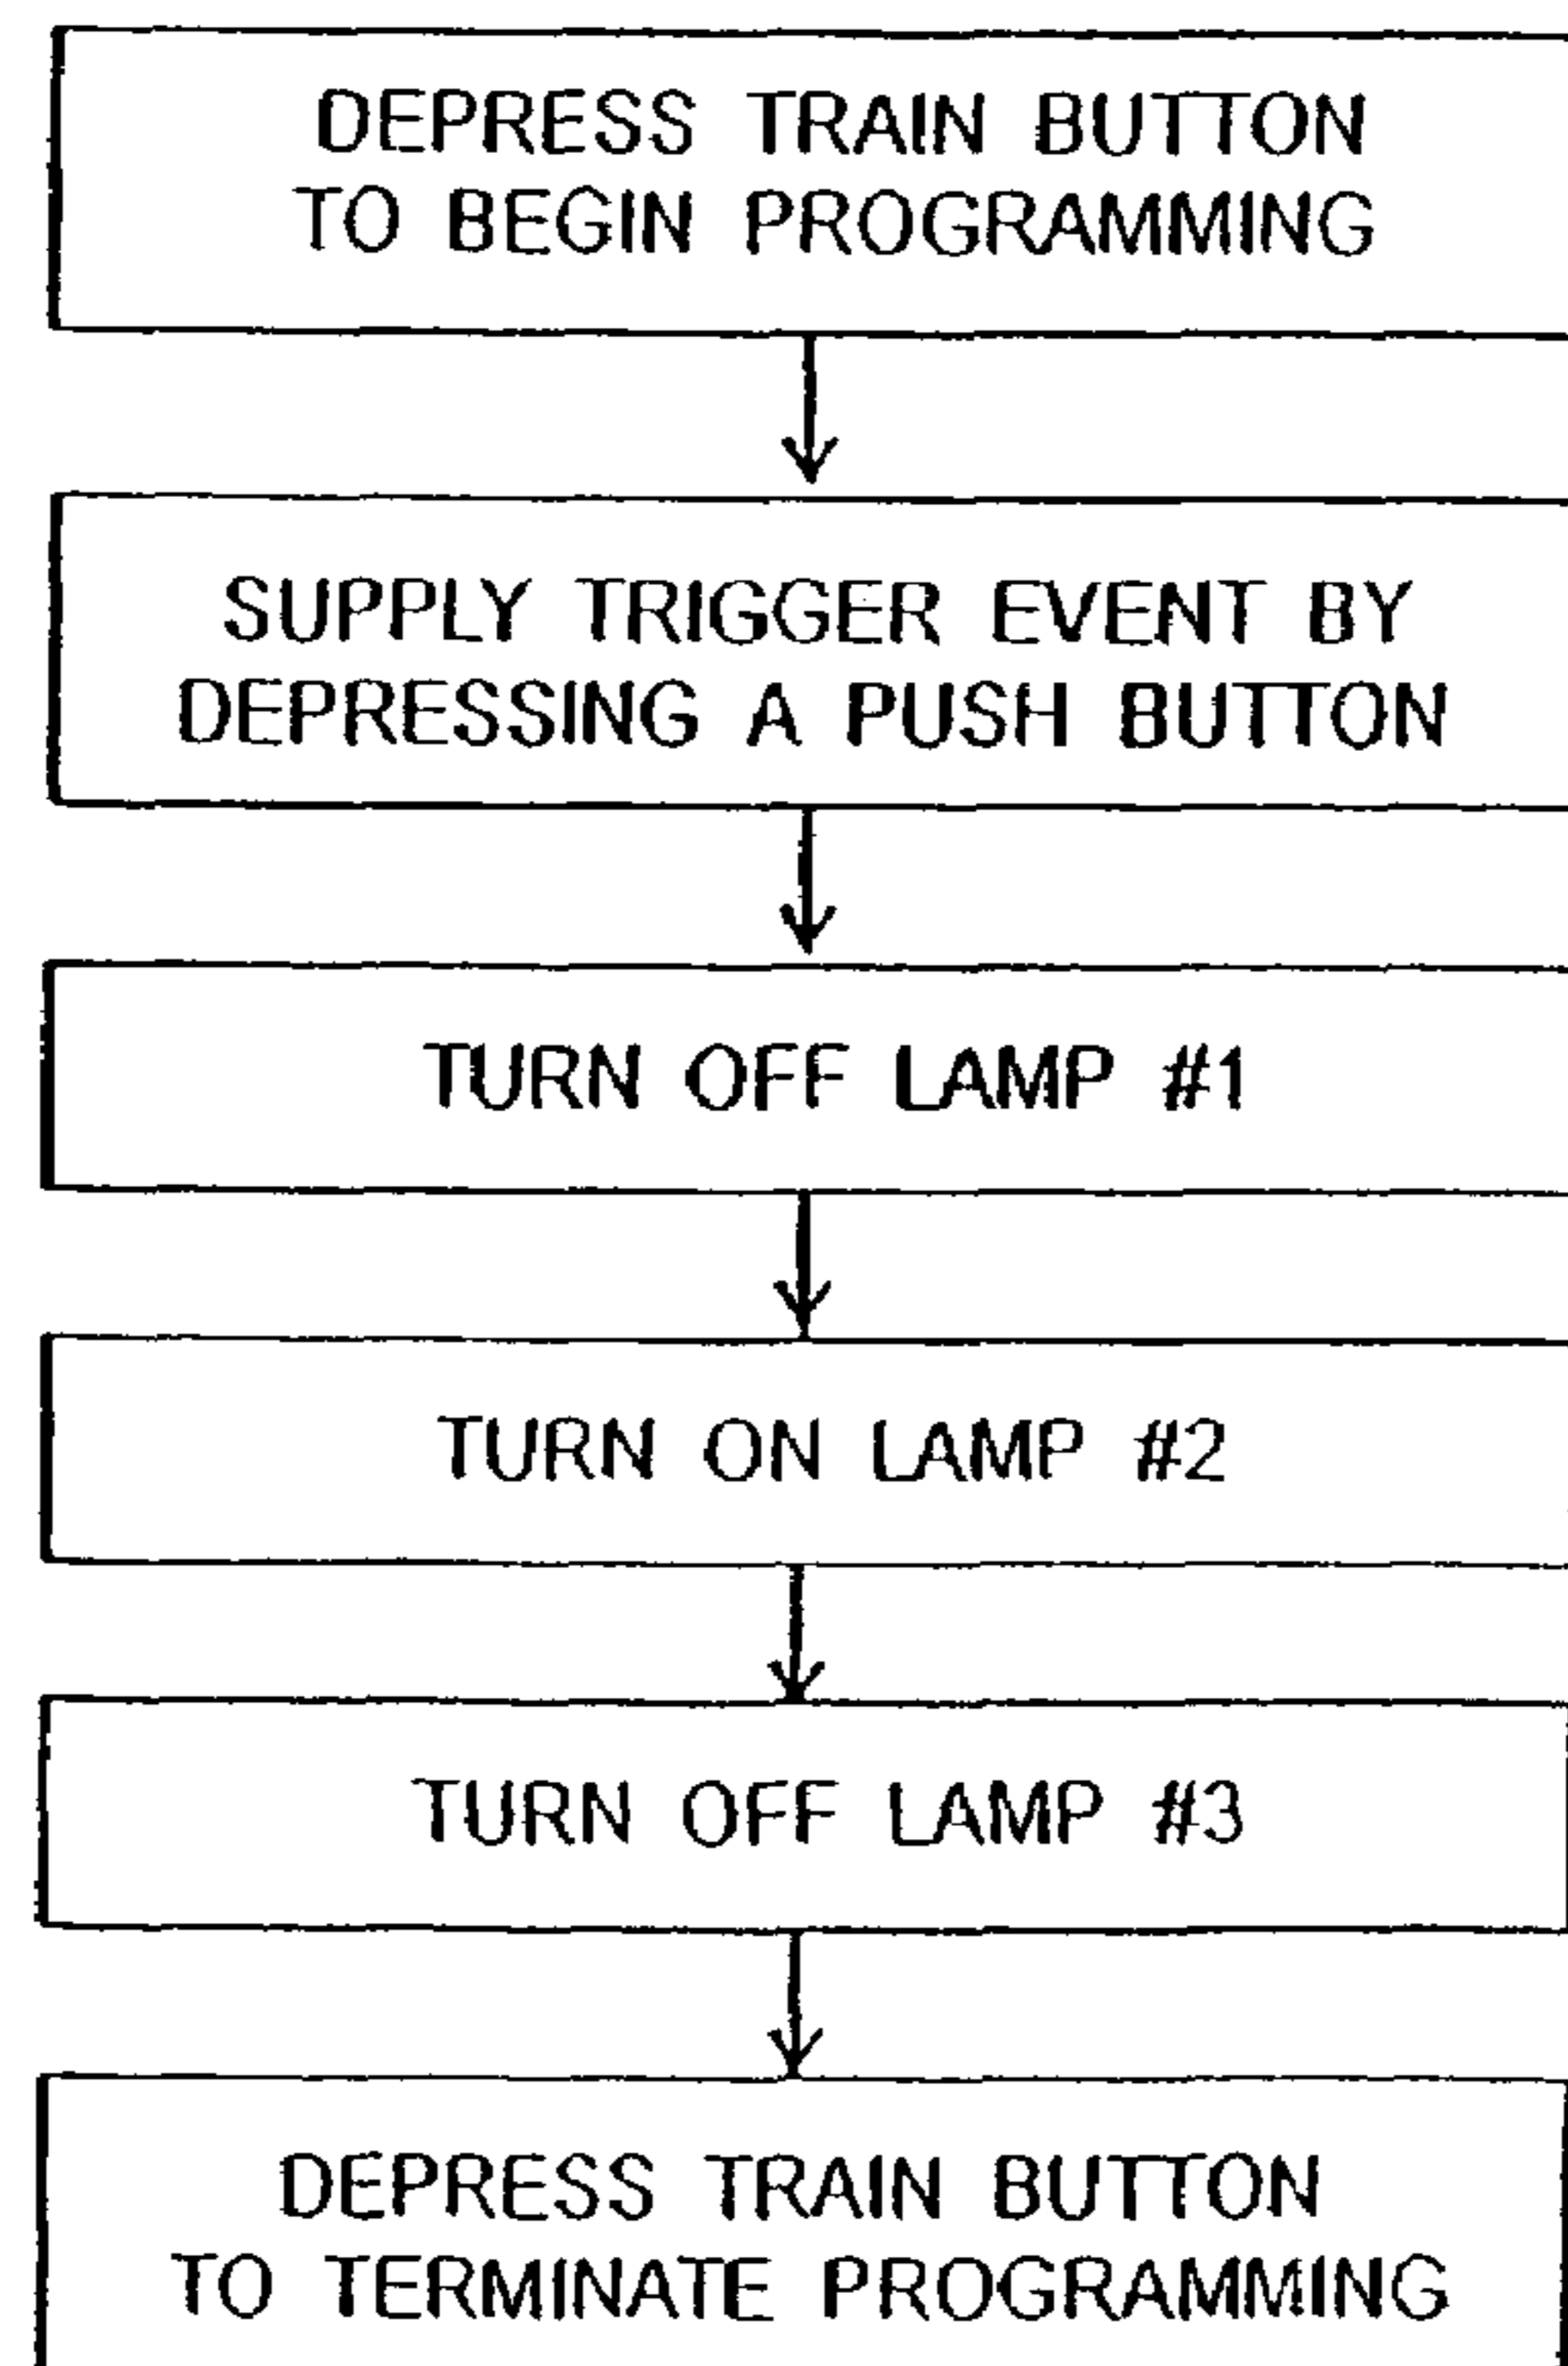 DEPRESS TRAIN BUTTON
TO BEGIN PROGRAMMING
SUPPLY TRIGGER EVENT BY
DEPRESSING A PUSH BUTTON
TURN OFF LAMP #1
TURN ON LAMP #2
TURN OFF LAMP #3
DEPRESS TRAIN BUTTON
TO TERMINATE PROGRAMMING